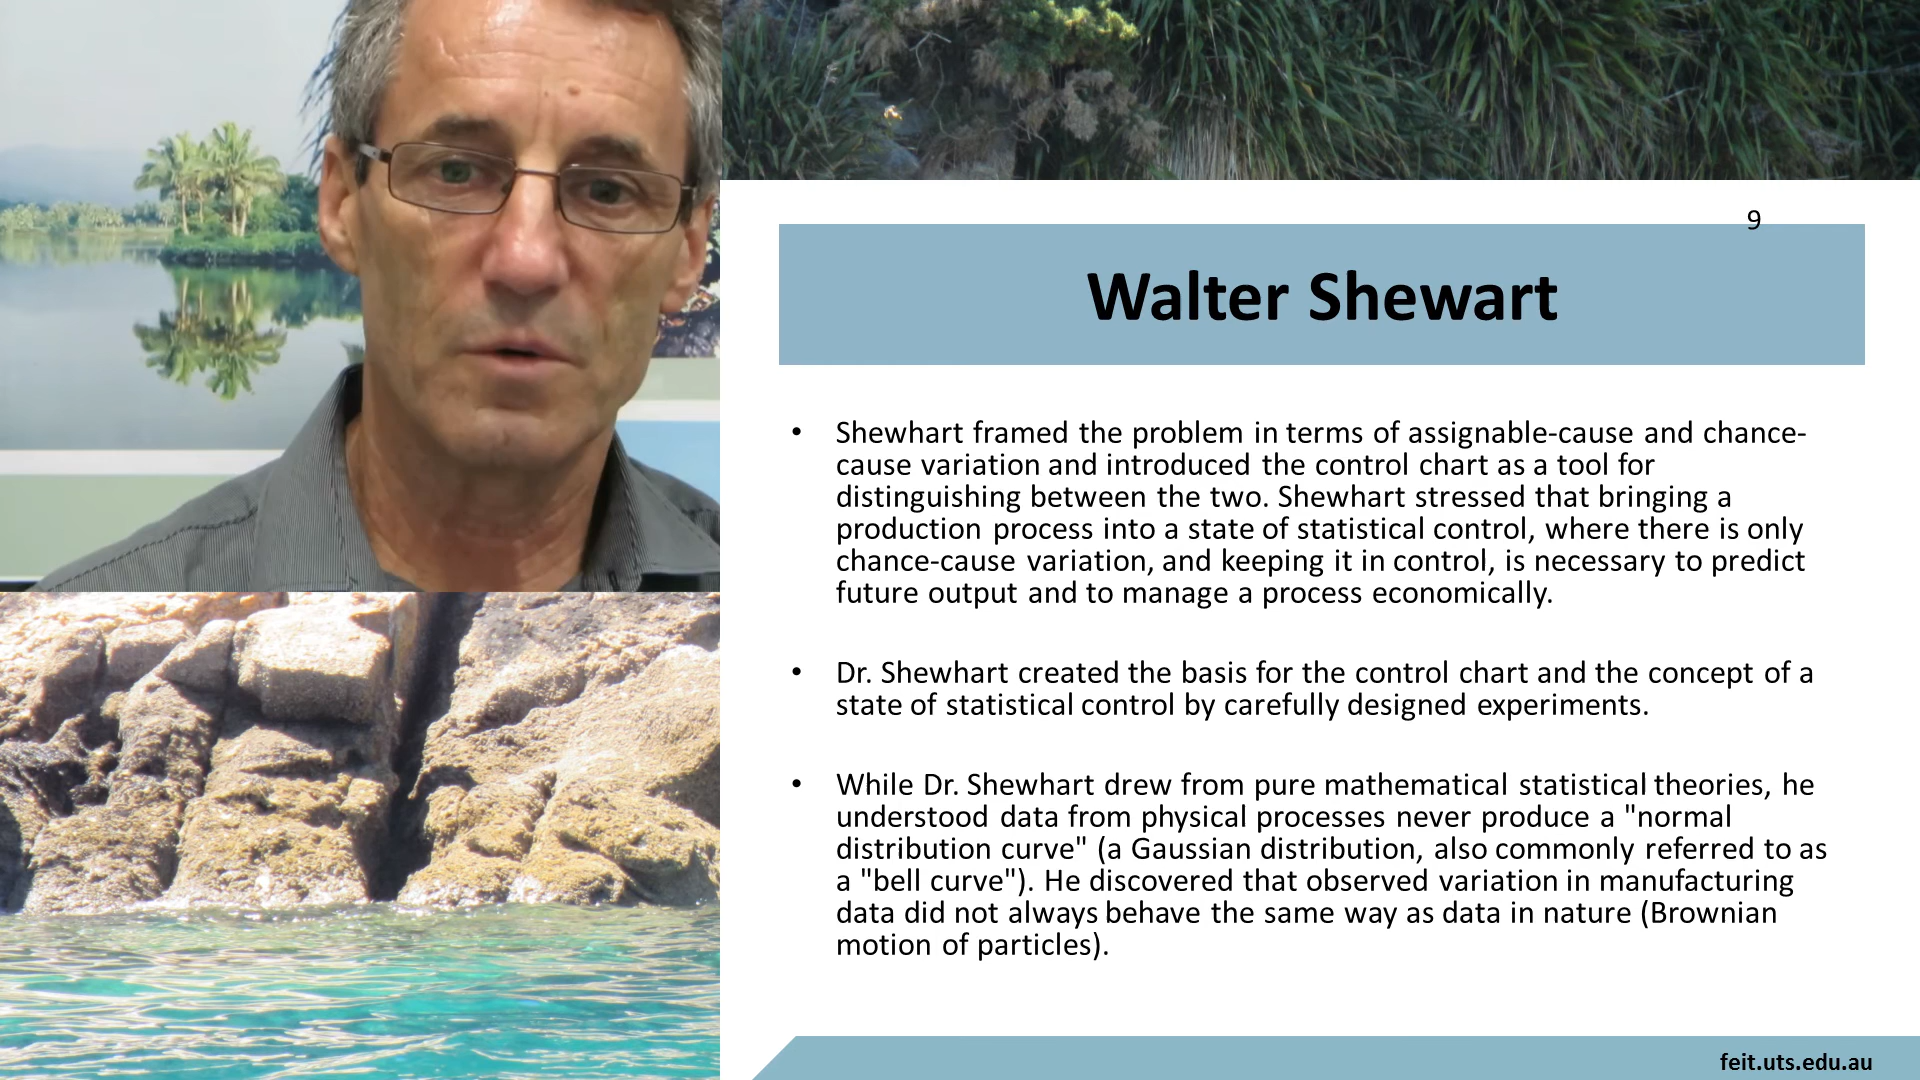 9
Walter Shewart
• Shewhart framed the problem in terms of assignable-cause and chance-
cause variation and introduced the control chart as a tool for
distinguishing between the two. Shewhart stressed that bringing a
production process into a state of statistical control, where there is only
chance-cause variation, and keeping it in control, is necessary to predict
future output and to manage a process economically.
• Dr. Shewhart created the basis for the control chart and the concept of a
state of statistical control by carefully designed experiments.
• While Dr. Shewhart drew from pure mathematical statistical theories, he
understood data from physical processes never produce a "normal
distribution curve" (a Gaussian distribution, also commonly referred to as
a "bell curve"). He discovered that observed variation in manufacturing
data did not always behave the same way as data in nature (Brownian
motion of particles).
feit.uts.edu.au